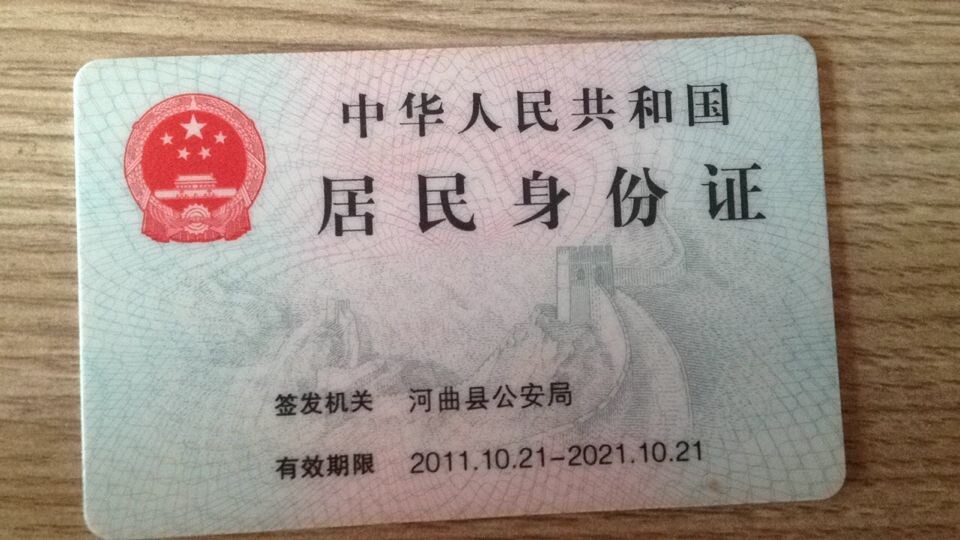 中华人民共和国
居民身份证
签发机关 河曲县公安局
有效期限 2011.10.21-2021.10.21